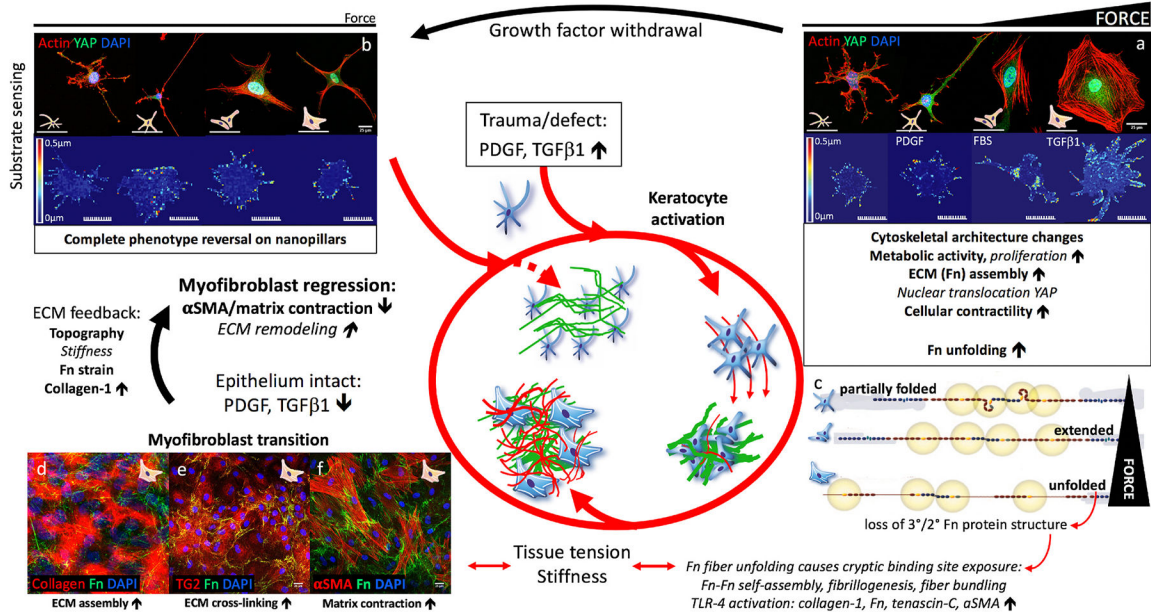 Force
Growth factor withdrawal
FORCE
Substrate sensing
Actin YAP DAPI
b
25 µm
0.5µm
0µm
Complete phenotype reversal on nanopillars
Trauma/defect:
PDGF, TGFβ1
Keratocyte
activation
Actin YAP DAPI
a
25 µm
0.5µm
0µm
PDGF
FBS
TGFβ1
Cytoskeletal architecture changes
Metabolic activity, proliferation
ECM (Fn) assembly
Nuclear translocation YAP
Cellular contractility
Fn unfolding
Myofibroblast regression:
αSMA/matrix contraction
ECM remodeling
ECM feedback:
Topography
Stiffness
Fn strain
Collagen-1
Epithelium intact:
PDGF, TGFβ1
Myofibroblast transition
d
Collagen Fn DAPI
ECM assembly
e
TG2 Fn DAPI
ECM cross-linking
f
αSMA Fn DAPI
Matrix contraction
Tissue tension
Stiffness
c
partially folded
extended
unfolded
FORCE
loss of 3°/2° Fn protein structure
Fn fiber unfolding causes cryptic binding site exposure:
Fn-Fn self-assembly, fibrillogenesis, fiber bundling
TLR-4 activation: collagen-1, Fn, tenascin-C, aSMA